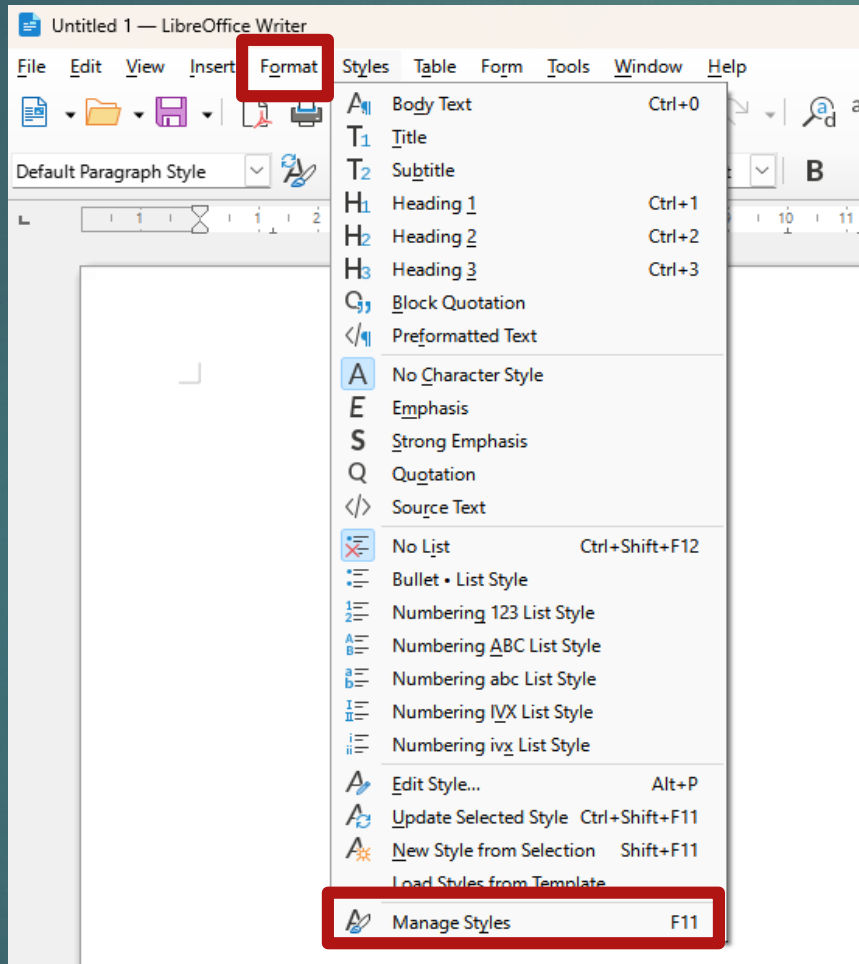 Untitled 1 — LibreOffice Writer
File Edit View Insert Format Styles Table Form Tools Window Help
Default Paragraph Style B
1 1 2 10 11
Body Text Ctrl+0
Title
Subtitle
Heading 1 Ctrl+1
Heading 2 Ctrl+2
Heading 3 Ctrl+3
Block Quotation
Preformatted Text
No Character Style
Emphasis
Strong Emphasis
Quotation
Source Text
No List Ctrl+Shift+F12
Bullet • List Style
Numbering 123 List Style
Numbering ABC List Style
Numbering abc List Style
Numbering IVX List Style
Numbering ivx List Style
Edit Style... Alt+P
Update Selected Style Ctrl+Shift+F11
New Style from Selection Shift+F11
Load Styles from Template
Manage Styles F11